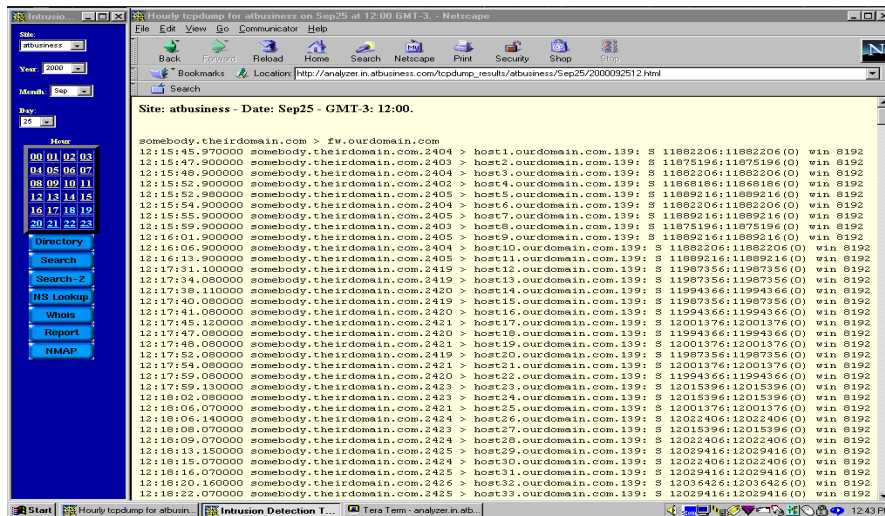 Intrusio...
Hourly tcpdump for atbusiness on Sep25 at 12:00 GMT-3. - Netscape
File Edit View Go Communicator Help
Back Forward Reload Home Search Netscape Print Security Shop Stop
Bookmarks Location: http://analyzer.in.atbusiness.com/tcpdump_results/atbusiness/Sep25/2000092512.html
Search
Site:
atbusiness
Year: 2000
Month: Sep
Day:
25
Hour
00 01 02 03
04 05 06 07
08 09 10 11
12 13 14 15
16 17 18 19
20 21 22 23
Directory
Search
Search-2
NS Lookup
Whois
Report
NMAP
Site: atbusiness - Date: Sep25 - GMT-3: 12:00.
somebody.theirdomain.com > fw.ourdomain.com
12:15:45.970000 somebody.theirdomain.com.2404 > host1.ourdomain.com.139: S 11882206:11882206(0) win 8192
12:15:47.900000 somebody.theirdomain.com.2403 > host2.ourdomain.com.139: S 11875196:11875196(0) win 8192
12:15:48.900000 somebody.theirdomain.com.2404 > host3.ourdomain.com.139: S 11882206:11882206(0) win 8192
12:15:52.900000 somebody.theirdomain.com.2402 > host4.ourdomain.com.139: S 11868186:11868186(0) win 8192
12:15:52.980000 somebody.theirdomain.com.2405 > host5.ourdomain.com.139: S 11889216:11889216(0) win 8192
12:15:54.900000 somebody.theirdomain.com.2404 > host6.ourdomain.com.139: S 11882206:11882206(0) win 8192
12:15:55.900000 somebody.theirdomain.com.2405 > host7.ourdomain.com.139: S 11889216:11889216(0) win 8192
12:15:59.900000 somebody.theirdomain.com.2403 > host8.ourdomain.com.139: S 11875196:11875196(0) win 8192
12:16:01.900000 somebody.theirdomain.com.2405 > host9.ourdomain.com.139: S 11889216:11889216(0) win 8192
12:16:06.900000 somebody.theirdomain.com.2404 > host10.ourdomain.com.139: S 11882206:11882206(0) win 8192
12:16:13.900000 somebody.theirdomain.com.2405 > host11.ourdomain.com.139: S 11889216:11889216(0) win 8192
12:17:31.100000 somebody.theirdomain.com.2419 > host12.ourdomain.com.139: S 11987356:11987356(0) win 8192
12:17:34.080000 somebody.theirdomain.com.2419 > host13.ourdomain.com.139: S 11987356:11987356(0) win 8192
12:17:38.110000 somebody.theirdomain.com.2420 > host14.ourdomain.com.139: S 11994366:11994366(0) win 8192
12:17:40.080000 somebody.theirdomain.com.2419 > host15.ourdomain.com.139: S 11987356:11987356(0) win 8192
12:17:41.080000 somebody.theirdomain.com.2420 > host16.ourdomain.com.139: S 11994366:11994366(0) win 8192
12:17:45.120000 somebody.theirdomain.com.2421 > host17.ourdomain.com.139: S 12001376:12001376(0) win 8192
12:17:47.080000 somebody.theirdomain.com.2420 > host18.ourdomain.com.139: S 11994366:11994366(0) win 8192
12:17:48.080000 somebody.theirdomain.com.2421 > host19.ourdomain.com.139: S 12001376:12001376(0) win 8192
12:17:52.080000 somebody.theirdomain.com.2419 > host20.ourdomain.com.139: S 11987356:11987356(0) win 8192
12:17:54.080000 somebody.theirdomain.com.2421 > host21.ourdomain.com.139: S 12001376:12001376(0) win 8192
12:17:59.080000 somebody.theirdomain.com.2420 > host22.ourdomain.com.139: S 11994366:11994366(0) win 8192
12:17:59.130000 somebody.theirdomain.com.2423 > host23.ourdomain.com.139: S 12015396:12015396(0) win 8192
12:18:02.080000 somebody.theirdomain.com.2423 > host24.ourdomain.com.139: S 12015396:12015396(0) win 8192
12:18:06.070000 somebody.theirdomain.com.2421 > host25.ourdomain.com.139: S 12001376:12001376(0) win 8192
12:18:06.140000 somebody.theirdomain.com.2424 > host26.ourdomain.com.139: S 12022406:12022406(0) win 8192
12:18:08.070000 somebody.theirdomain.com.2423 > host27.ourdomain.com.139: S 12015396:12015396(0) win 8192
12:18:09.070000 somebody.theirdomain.com.2424 > host28.ourdomain.com.139: S 12022406:12022406(0) win 8192
12:18:13.150000 somebody.theirdomain.com.2425 > host29.ourdomain.com.139: S 12029416:12029416(0) win 8192
12:18:15.070000 somebody.theirdomain.com.2424 > host30.ourdomain.com.139: S 12022406:12022406(0) win 8192
12:18:16.070000 somebody.theirdomain.com.2425 > host31.ourdomain.com.139: S 12029416:12029416(0) win 8192
12:18:20.160000 somebody.theirdomain.com.2426 > host32.ourdomain.com.139: S 12036426:12036426(0) win 8192
12:18:22.070000 somebody.theirdomain.com.2425 > host33.ourdomain.com.139: S 12029416:12029416(0) win 8192
Start Hourly tcpdump for atbusin... Intrusion Detection T... Tera Term - analyzer.in.atb... 12:43 P